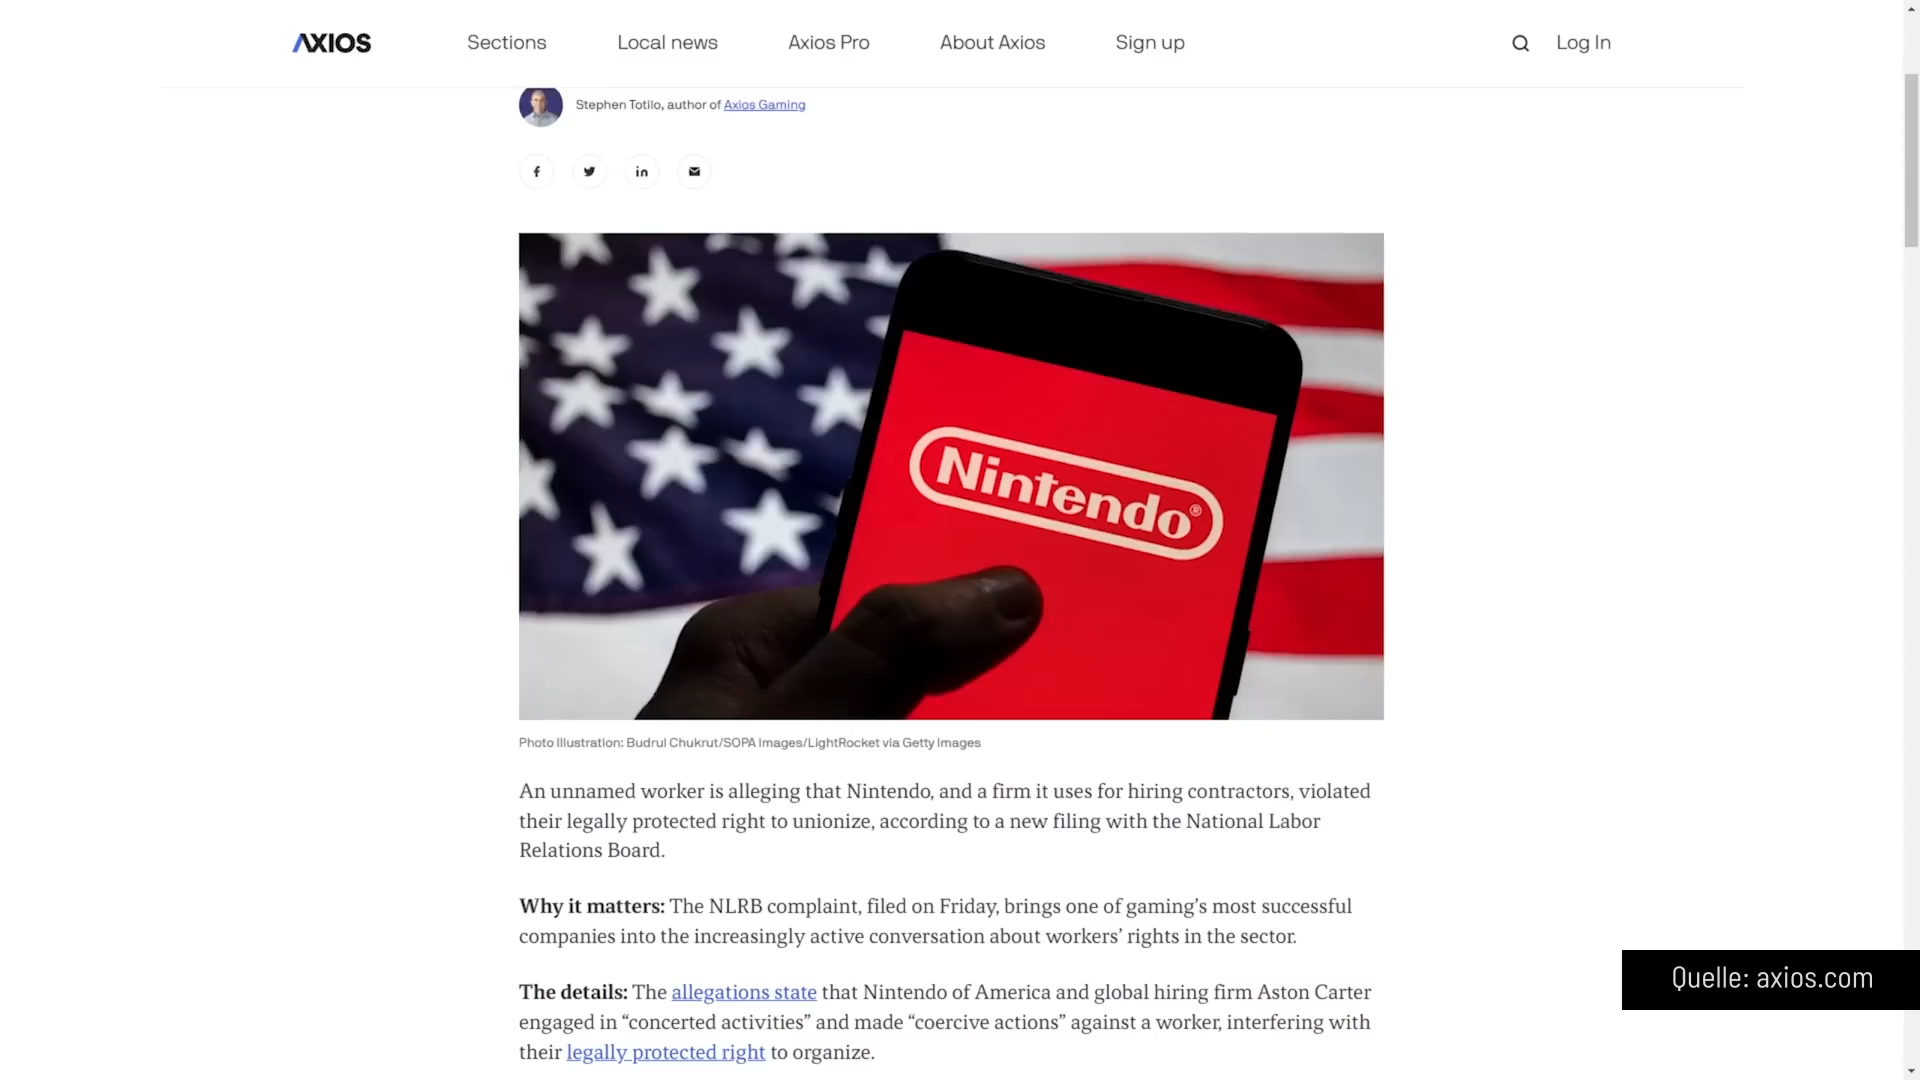 AXIOS Sections Local news Axios Pro About Axios Sign up Log In
Stephen Totilo, author of Axios Gaming
Nintendo®
Photo Illustration: Budrul Chukrut/SOPA Images/LightRocket via Getty Images
An unnamed worker is alleging that Nintendo, and a firm it uses for hiring contractors, violated
their legally protected right to unionize, according to a new filing with the National Labor
Relations Board.
Why it matters: The NLRB complaint, filed on Friday, brings one of gaming’s most successful
companies into the increasingly active conversation about workers’ rights in the sector.
The details: The allegations state that Nintendo of America and global hiring firm Aston Carter
engaged in “concerted activities” and made “coercive actions” against a worker, interfering with
their legally protected right to organize.
Quelle: axios.com